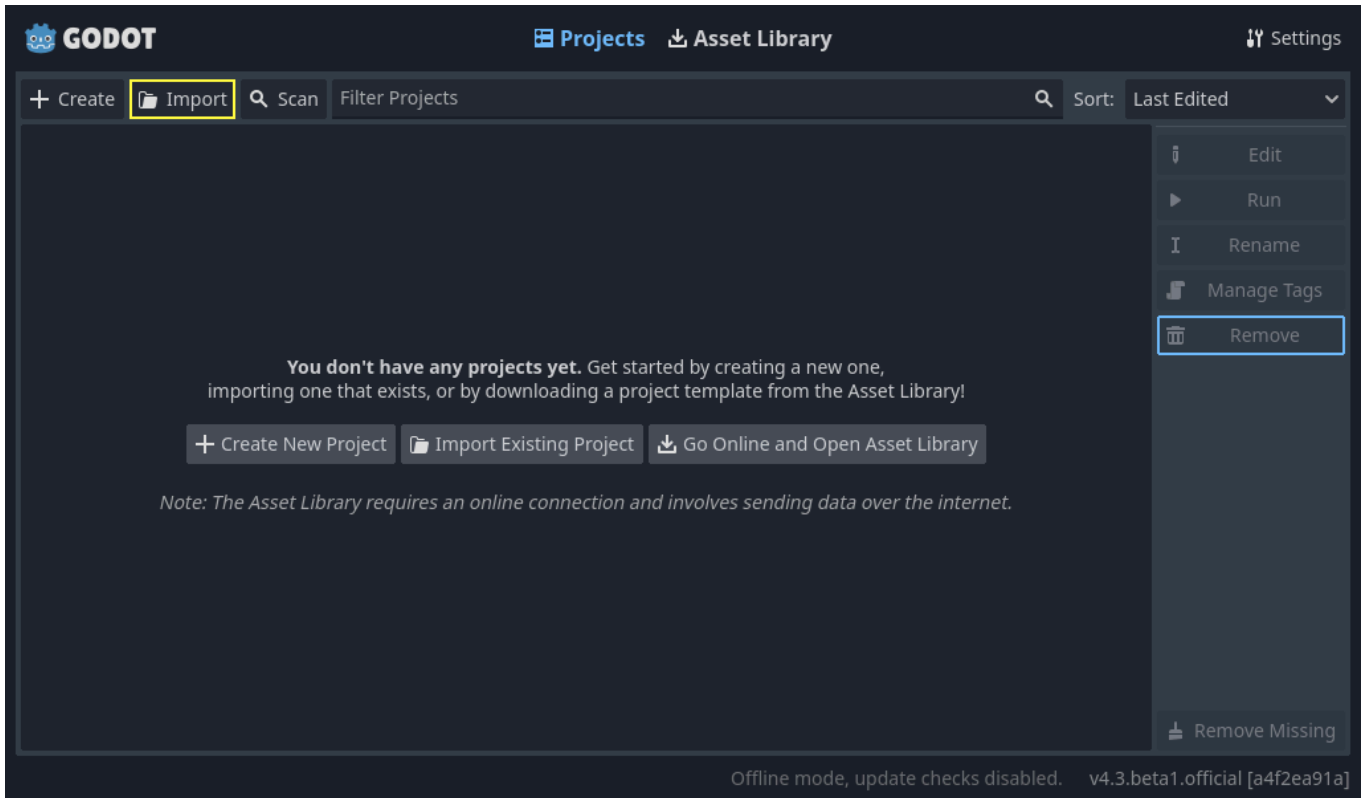 GODOT Projects Asset Library Settings
Create Import Scan Filter Projects Sort: Last Edited
Edit
Run
Rename
Manage Tags
Remove
You don't have any projects yet. Get started by creating a new one,
importing one that exists, or by downloading a project template from the Asset Library!
Create New Project Import Existing Project Go Online and Open Asset Library
Note: The Asset Library requires an online connection and involves sending data over the internet.
Remove Missing
Offline mode, update checks disabled. v4.3.beta1.official [a4f2ea91a]